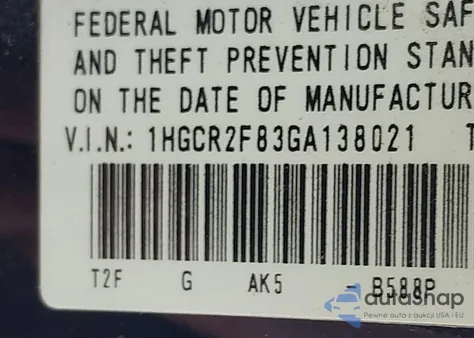 FEDERAL MOTOR VEHICLE SAF
AND THEFT PREVENTION STAN
ON THE DATE OF MANUFACTUR
V.I.N.: 1HGCR2F83GA138021 T
T2F G AK5 - B588P
autosnap
Pewne auta z aukcji USA i EU